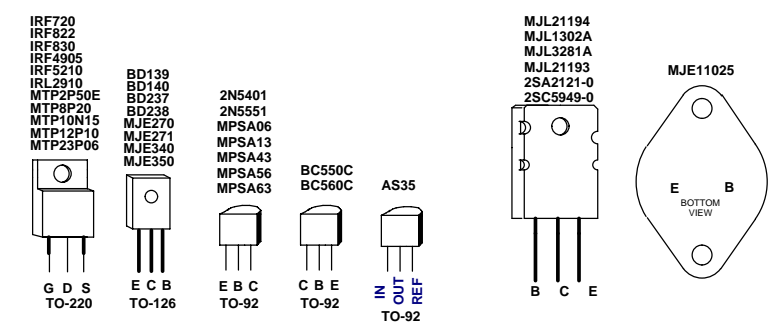 IRF720
IRF822
IRF830
IRF4905
IRF5210
IRL2910
MTP2P50E
MTP8P20
MTP10N15
MTP12P10
MTP23P06
G D S
TO-220
BD139
BD140
BD237
BD238
MJE270
MJE271
MJE340
MJE350
E C B
TO-126
2N5401
2N5551
MPSA06
MPSA13
MPSA43
MPSA56
MPSA63
E B C
TO-92
BC550C
BC560C
C B E
TO-92
AS35
IN
OUT
REF
TO-92
MJL21194
MJL1302A
MJL3281A
MJL21193
2SA2121-0
2SC5949-0
B C E
MJE11025
E B
BOTTOM
VIEW